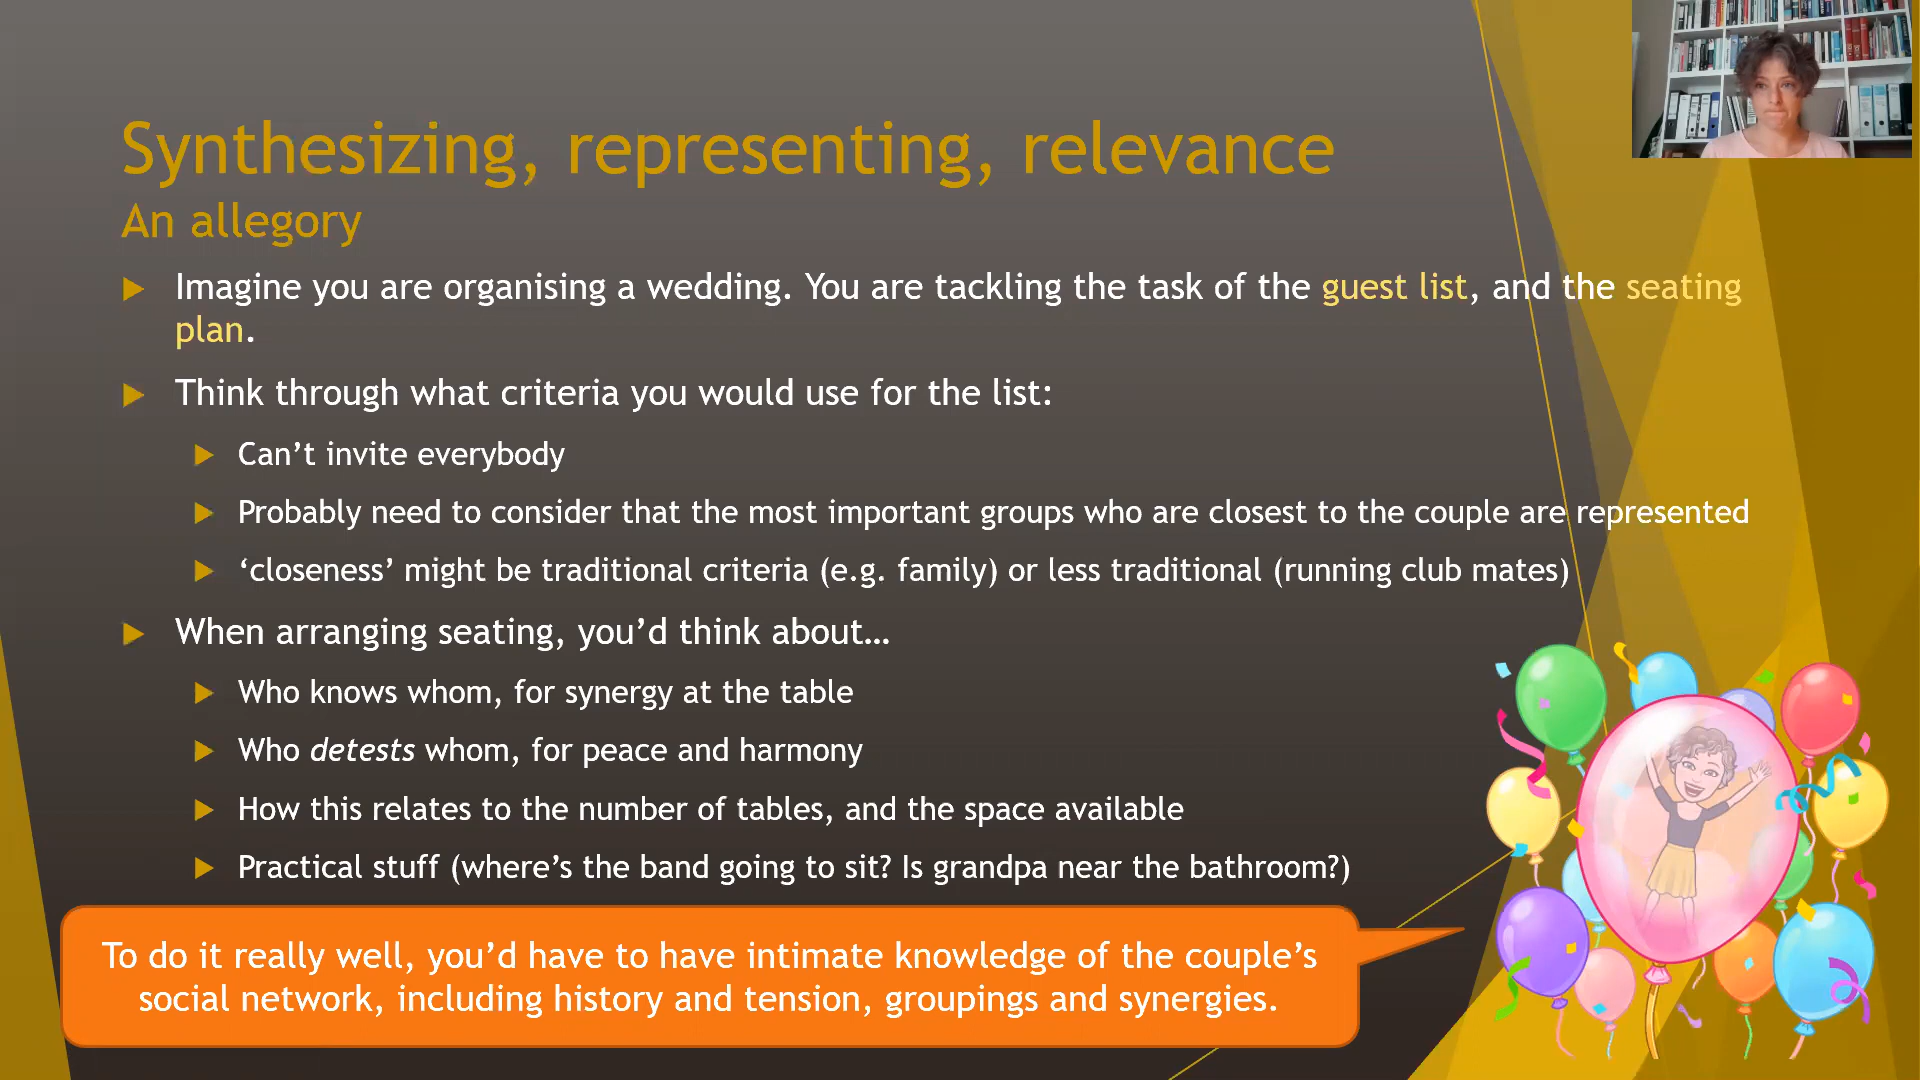 Synthesizing, representing, relevance
An allegory
Imagine you are organising a wedding. You are tackling the task of the guest list, and the seating
plan.
Think through what criteria you would use for the list:
Can’t invite everybody
Probably need to consider that the most important groups who are closest to the couple are represented
‘closeness’ might be traditional criteria (e.g. family) or less traditional (running club mates)
When arranging seating, you’d think about…
Who knows whom, for synergy at the table
Who detests whom, for peace and harmony
How this relates to the number of tables, and the space available
Practical stuff (where’s the band going to sit? Is grandpa near the bathroom?)
To do it really well, you’d have to have intimate knowledge of the couple’s
social network, including history and tension, groupings and synergies.